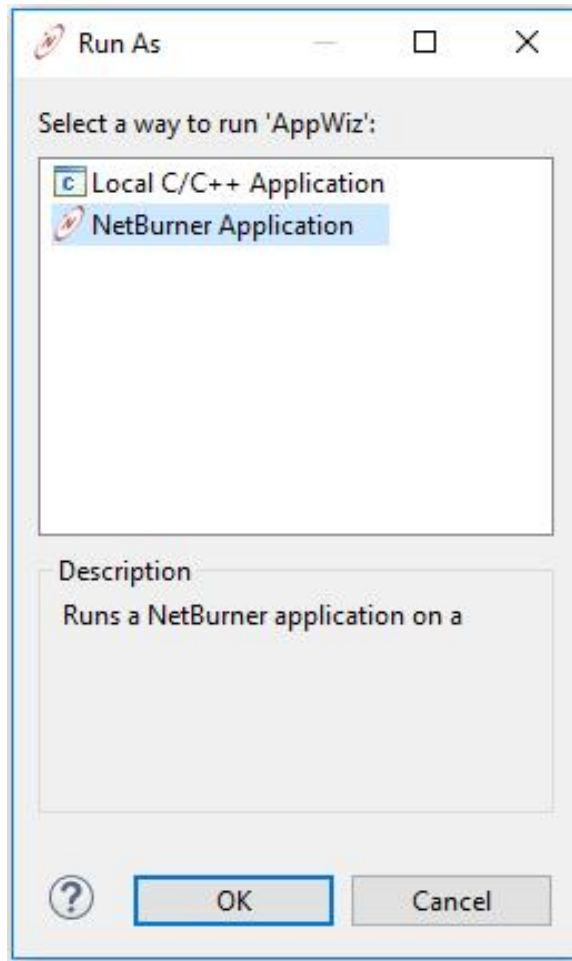 Run As
Select a way to run 'AppWiz':
Local C/C++ Application
NetBurner Application
Description
Runs a NetBurner application on a
OK
Cancel